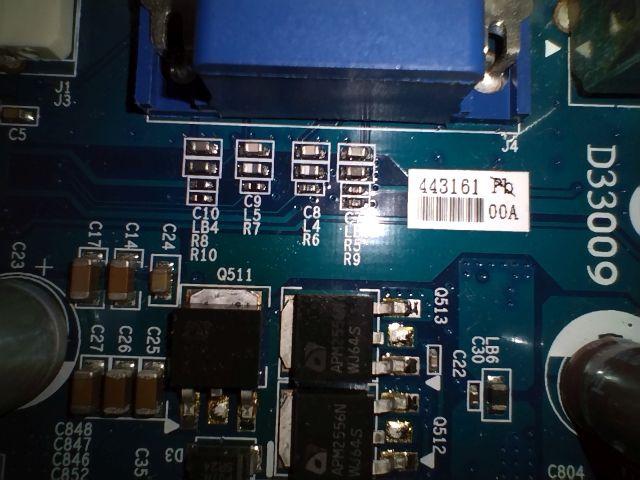 J1
J3
C5
J4
443161 Pb
00A
D33009
C10
LB4
R8
R10
C9
L5
R7
C8
L4
R6
R5
R9
C17
C14
C24
C23
+
Q511
Q513
APM2556N
WJ64S
C27
C26
C25
C22
C30
LB6
Q512
APM2556N
WJ64S
C848
C847
C846
C852
C35
D3
C804